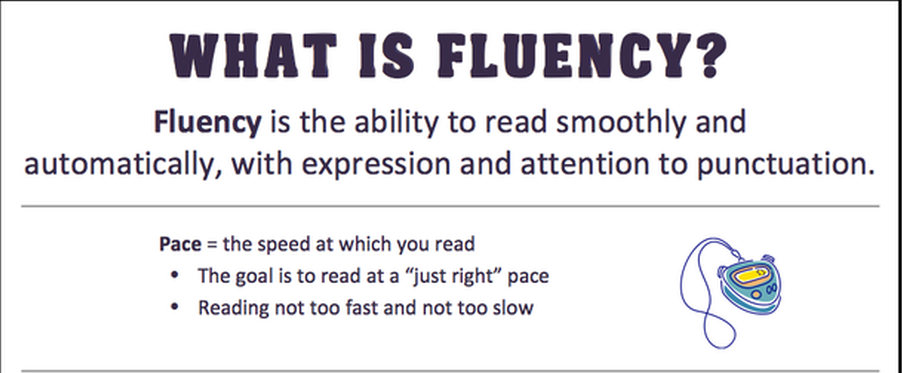 WHAT IS FLUENCY?
Fluency is the ability to read smoothly and
automatically, with expression and attention to punctuation.
Pace = the speed at which you read
• The goal is to read at a “just right” pace
• Reading not too fast and not too slow